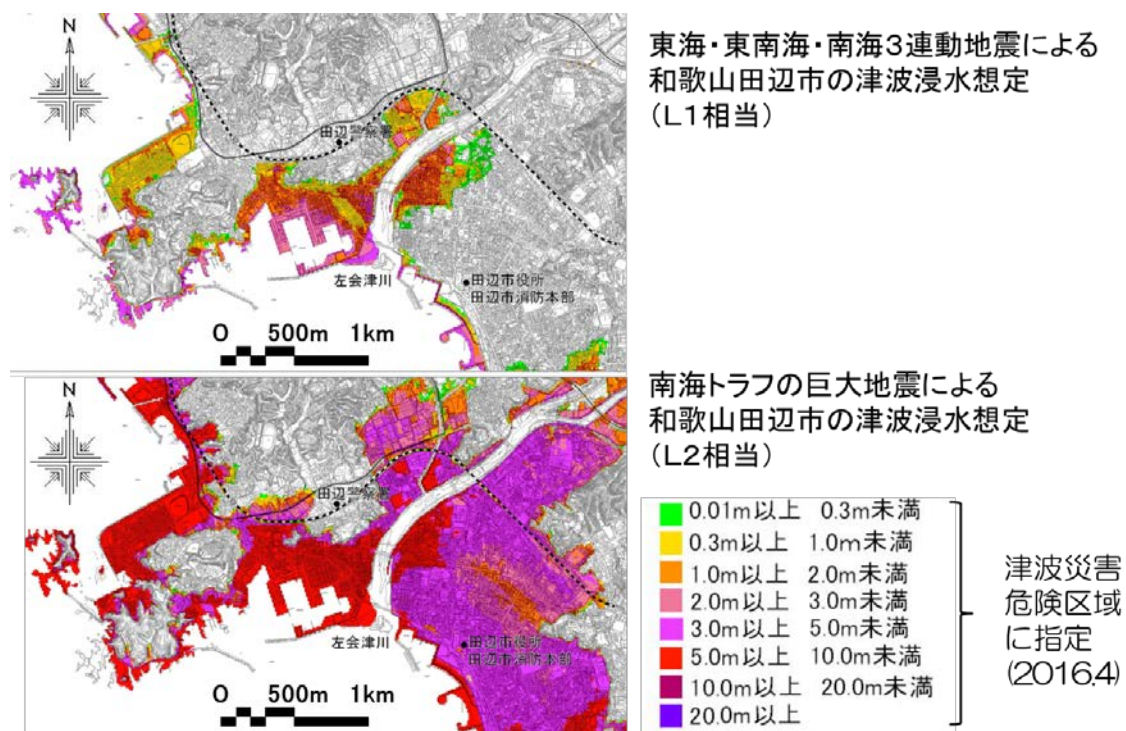 東海・東南海・南海3連動地震による
和歌山田辺市の津波浸水想定
(L1相当)
N
田辺警察署
左会津川
●田辺市役所
田辺市消防本部
0 500m 1km
南海トラフの巨大地震による
和歌山田辺市の津波浸水想定
(L2相当)
N
田辺警察署
左会津川
●田辺市役所
田辺市消防本部
0 500m 1km
0.01m以上 0.3m未満
0.3m以上 1.0m未満
1.0m以上 2.0m未満
2.0m以上 3.0m未満
3.0m以上 5.0m未満
5.0m以上 10.0m未満
10.0m以上 20.0m未満
20.0m以上
津波災害
危険区域
に指定
(2016.4)